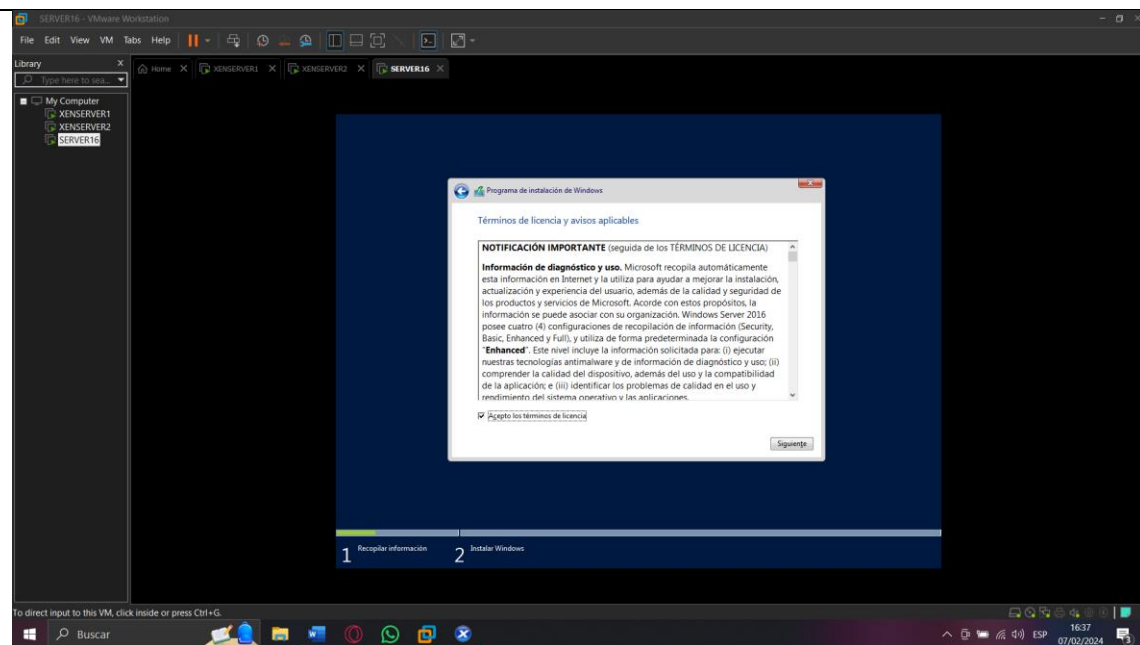 SERVER16 - VMware Workstation
File Edit View VM Tabs Help
Library X
Type here to sea...
Home X XENSERVER1 X XENSERVER2 X SERVER16 X
My Computer
XENSERVER1
XENSERVER2
SERVER16
Programa de instalación de Windows
Términos de licencia y avisos aplicables
NOTIFICACIÓN IMPORTANTE (seguida de los TÉRMINOS DE LICENCIA)
Información de diagnóstico y uso. Microsoft recopila automáticamente
esta información en Internet y la utiliza para ayudar a mejorar la instalación,
actualización y experiencia del usuario, además de la calidad y seguridad de
los productos y servicios de Microsoft. Acorde con estos propósitos, la
información se puede asociar con su organización. Windows Server 2016
posee cuatro (4) configuraciones de recopilación de información (Security,
Basic, Enhanced y Full), y utiliza de forma predeterminada la configuración
"Enhanced". Este nivel incluye la información solicitada para: (i) ejecutar
nuestras tecnologías antimalware y de información de diagnóstico y uso; (ii)
comprender la calidad del dispositivo, además del uso y la compatibilidad
de la aplicación; e (iii) identificar los problemas de calidad en el uso y
rendimiento del sistema operativo y las aplicaciones.
Acepto los términos de licencia
Siguiente
1 Recopilar información 2 Instalar Windows
To direct input to this VM, click inside or press Ctrl+G.
Buscar
ESP
16:37
07/02/2024